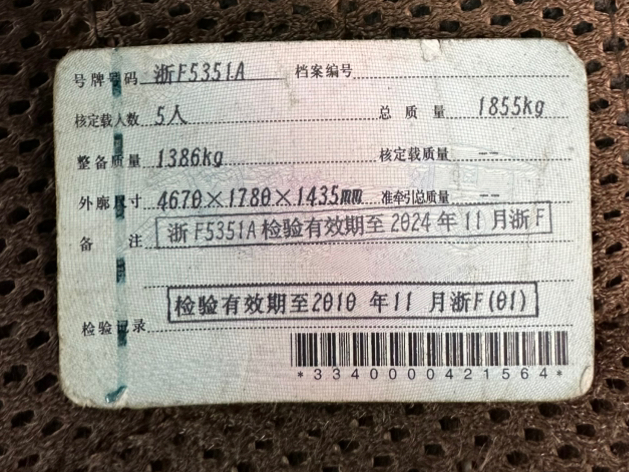 号牌号码 浙F5351A 档案编号
核定载人数 5人 总质量 1855kg
整备质量 1386kg 核定载质量 --
外廓尺寸 4670×1780×1435mm 准牵引总质量 --
备注 浙F5351A检验有效期至2024年11月浙F
检验有效期至2010年11月浙F(01)
检验记录
*3340000421564*